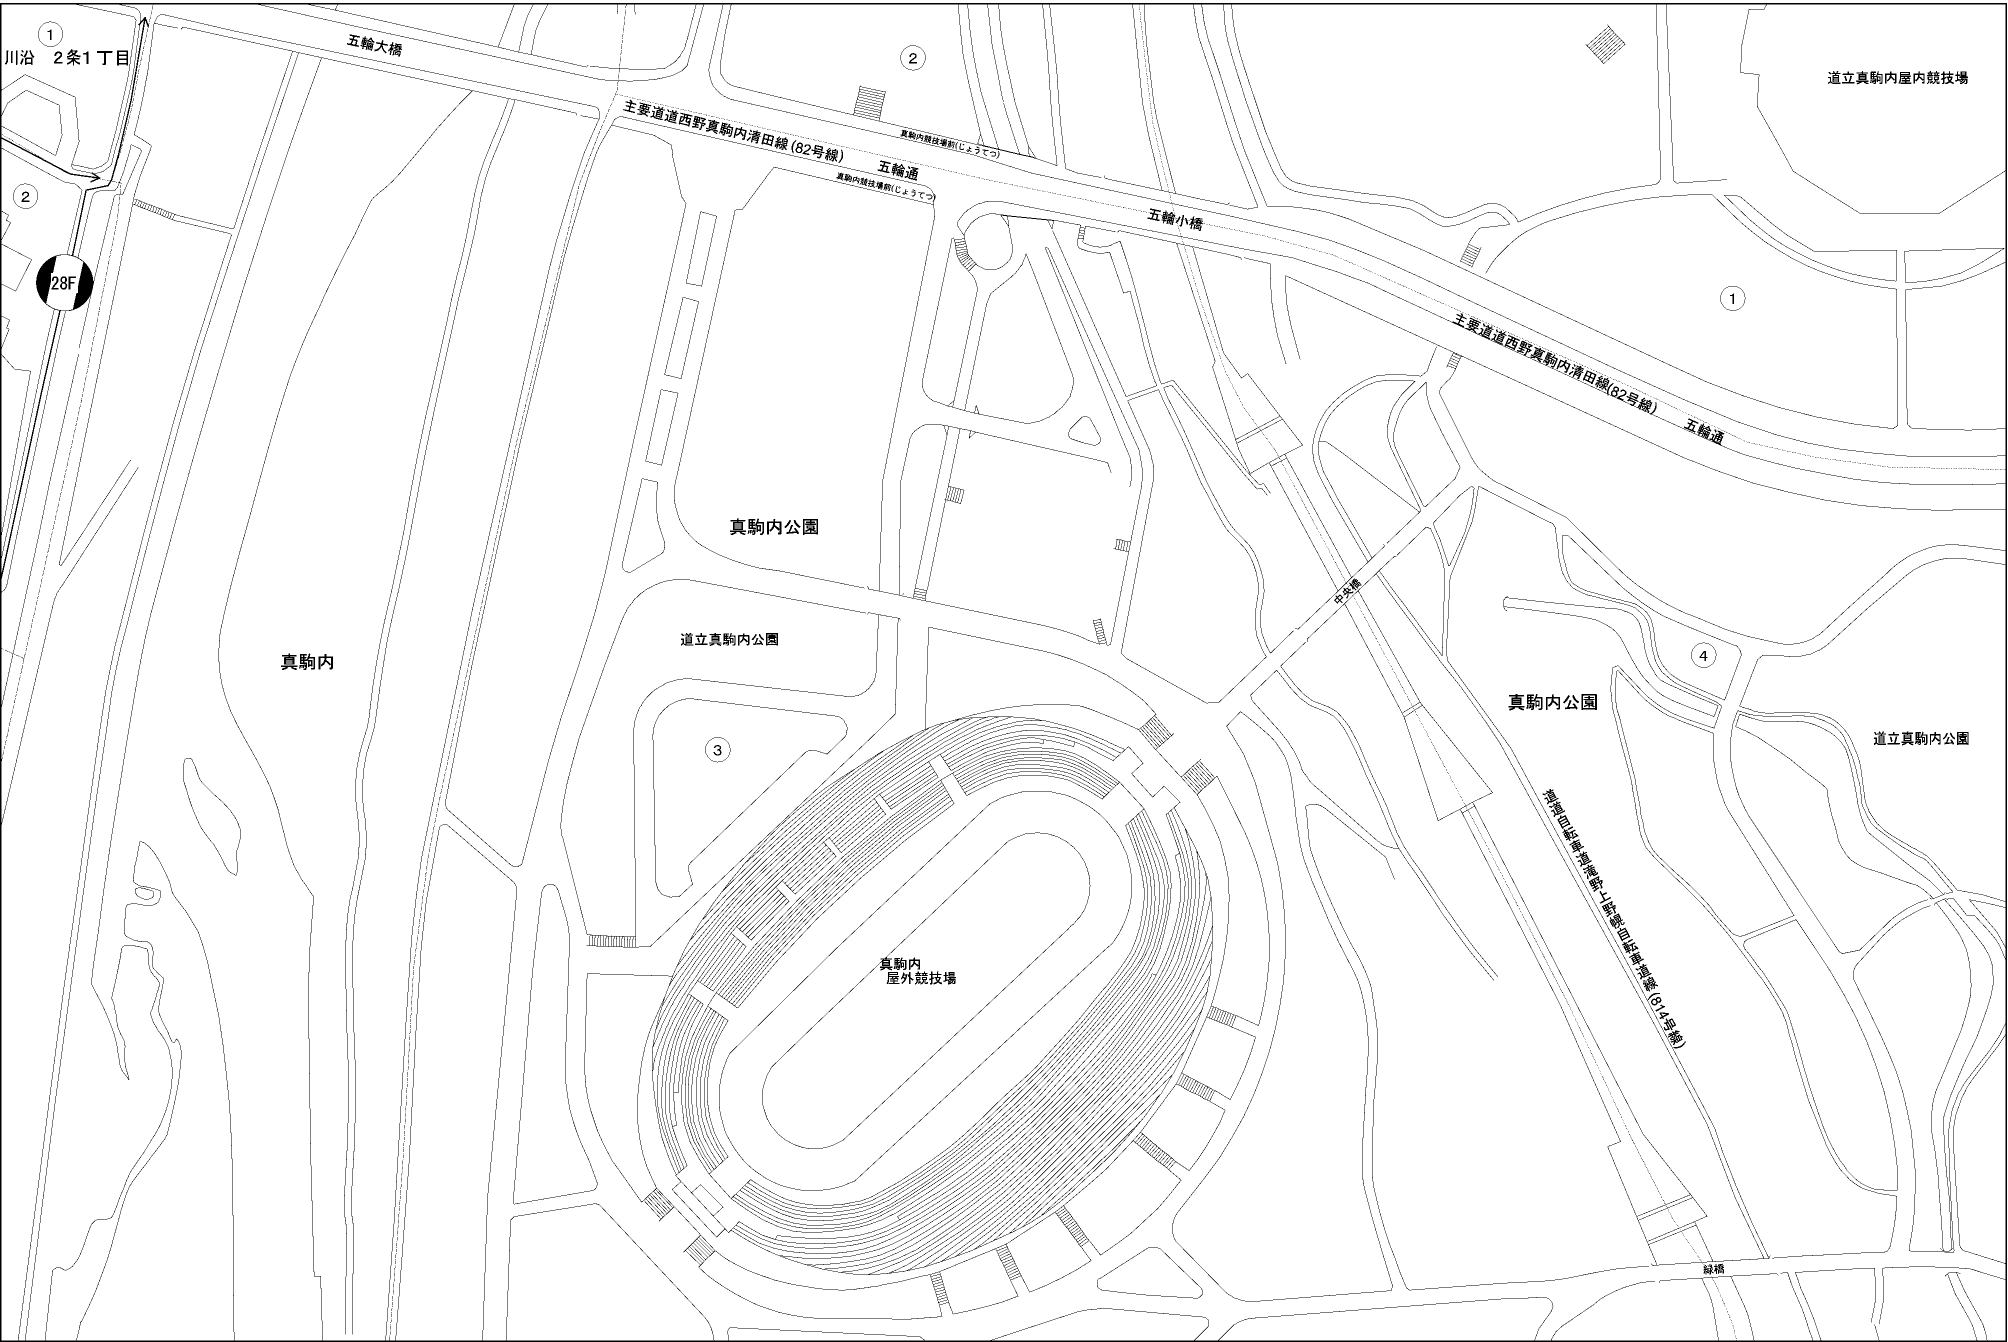 1
川沿 2条1丁目
五輪大橋
2
道立真駒内屋内競技場
主要道道西野真駒内清田線(82号線)
五輪通
真駒内競技場前(じょうてつ)
真駒内競技場前(じょうてつ)
五輪小橋
2
28F
1
主要道道西野真駒内清田線(82号線)
五輪通
真駒内公園
中央橋
道立真駒内公園
真駒内
4
真駒内公園
道立真駒内公園
3
道道自転車道滝野上野幌自転車道線(814号線)
真駒内
屋外競技場
緑橋